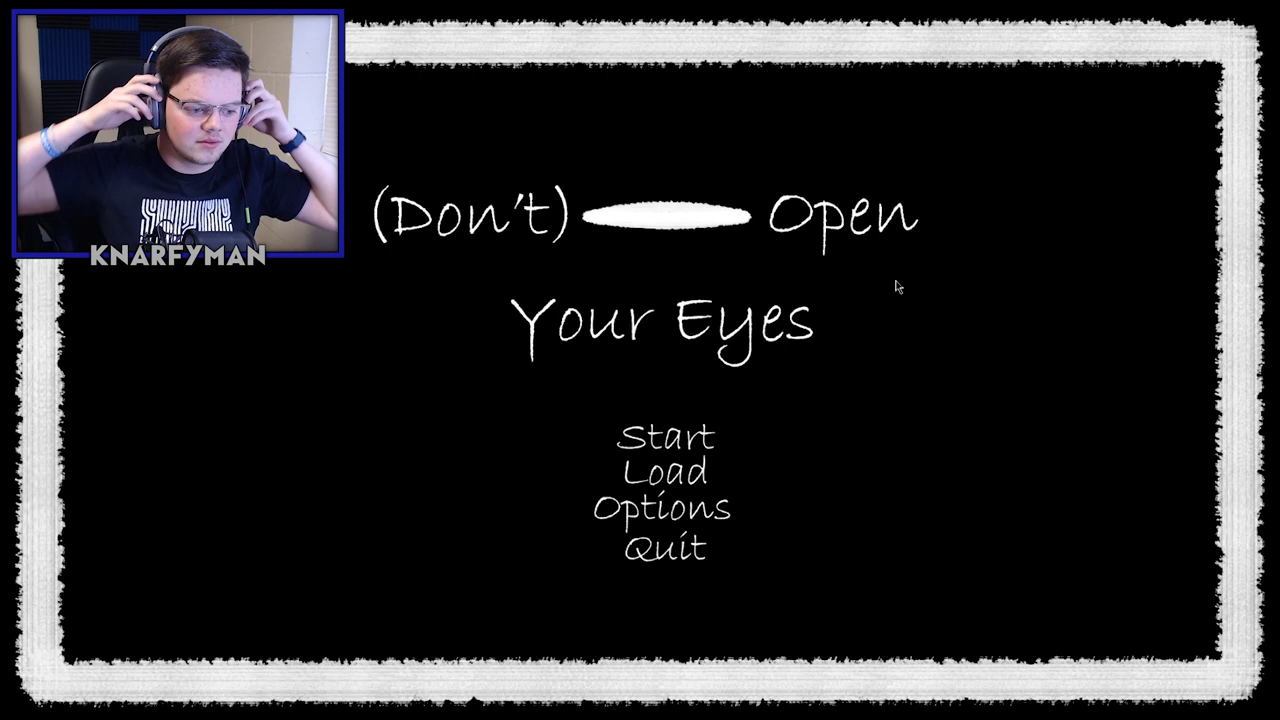 KNARFYMAN
(Don't) Open
Your Eyes
Start
Load
Options
Quit